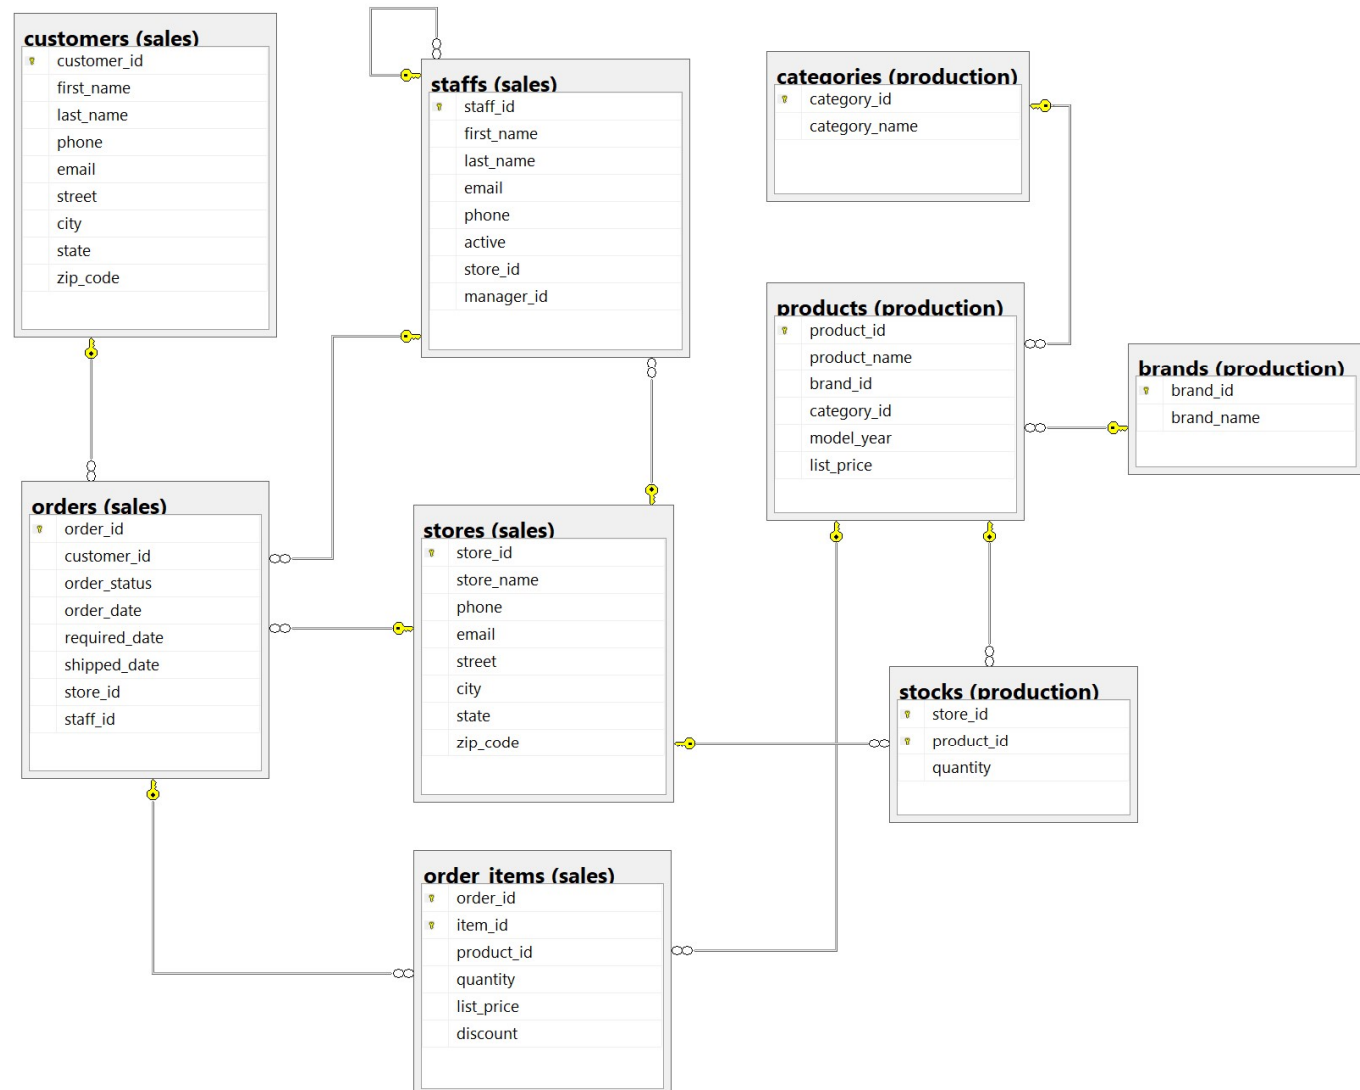 customers (sales)
customer_id
first_name
last_name
phone
email
street
city
state
zip_code
staffs (sales)
staff_id
first_name
last_name
email
phone
active
store_id
manager_id
categories (production)
category_id
category_name
products (production)
product_id
product_name
brand_id
category_id
model_year
list_price
brands (production)
brand_id
brand_name
orders (sales)
order_id
customer_id
order_status
order_date
required_date
shipped_date
store_id
staff_id
stores (sales)
store_id
store_name
phone
email
street
city
state
zip_code
stocks (production)
store_id
product_id
quantity
order_items (sales)
order_id
item_id
product_id
quantity
list_price
discount